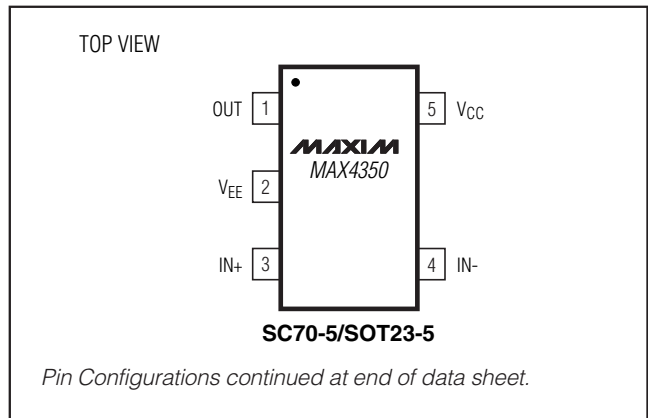 TOP VIEW
OUT 1
5 VCC
MAXIM
MAX4350
VEE 2
IN+ 3
4 IN-
SC70-5/SOT23-5
Pin Configurations continued at end of data sheet.